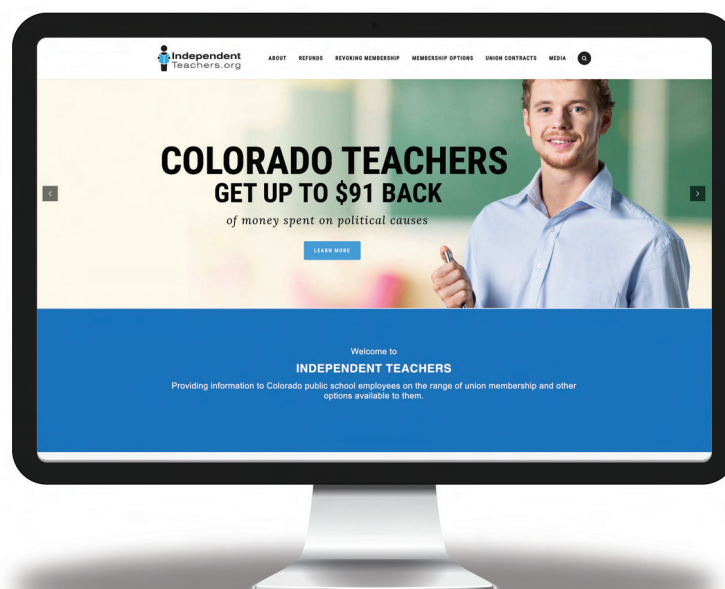 Independent
Teachers.org
ABOUT REFUNDS REVOKING MEMBERSHIP MEMBERSHIP OPTIONS UNION CONTRACTS MEDIA
COLORADO TEACHERS
GET UP TO $91 BACK
of money spent on political causes
LEARN MORE
Welcome to
INDEPENDENT TEACHERS
Providing information to Colorado public school employees on the range of union membership and other
options available to them.